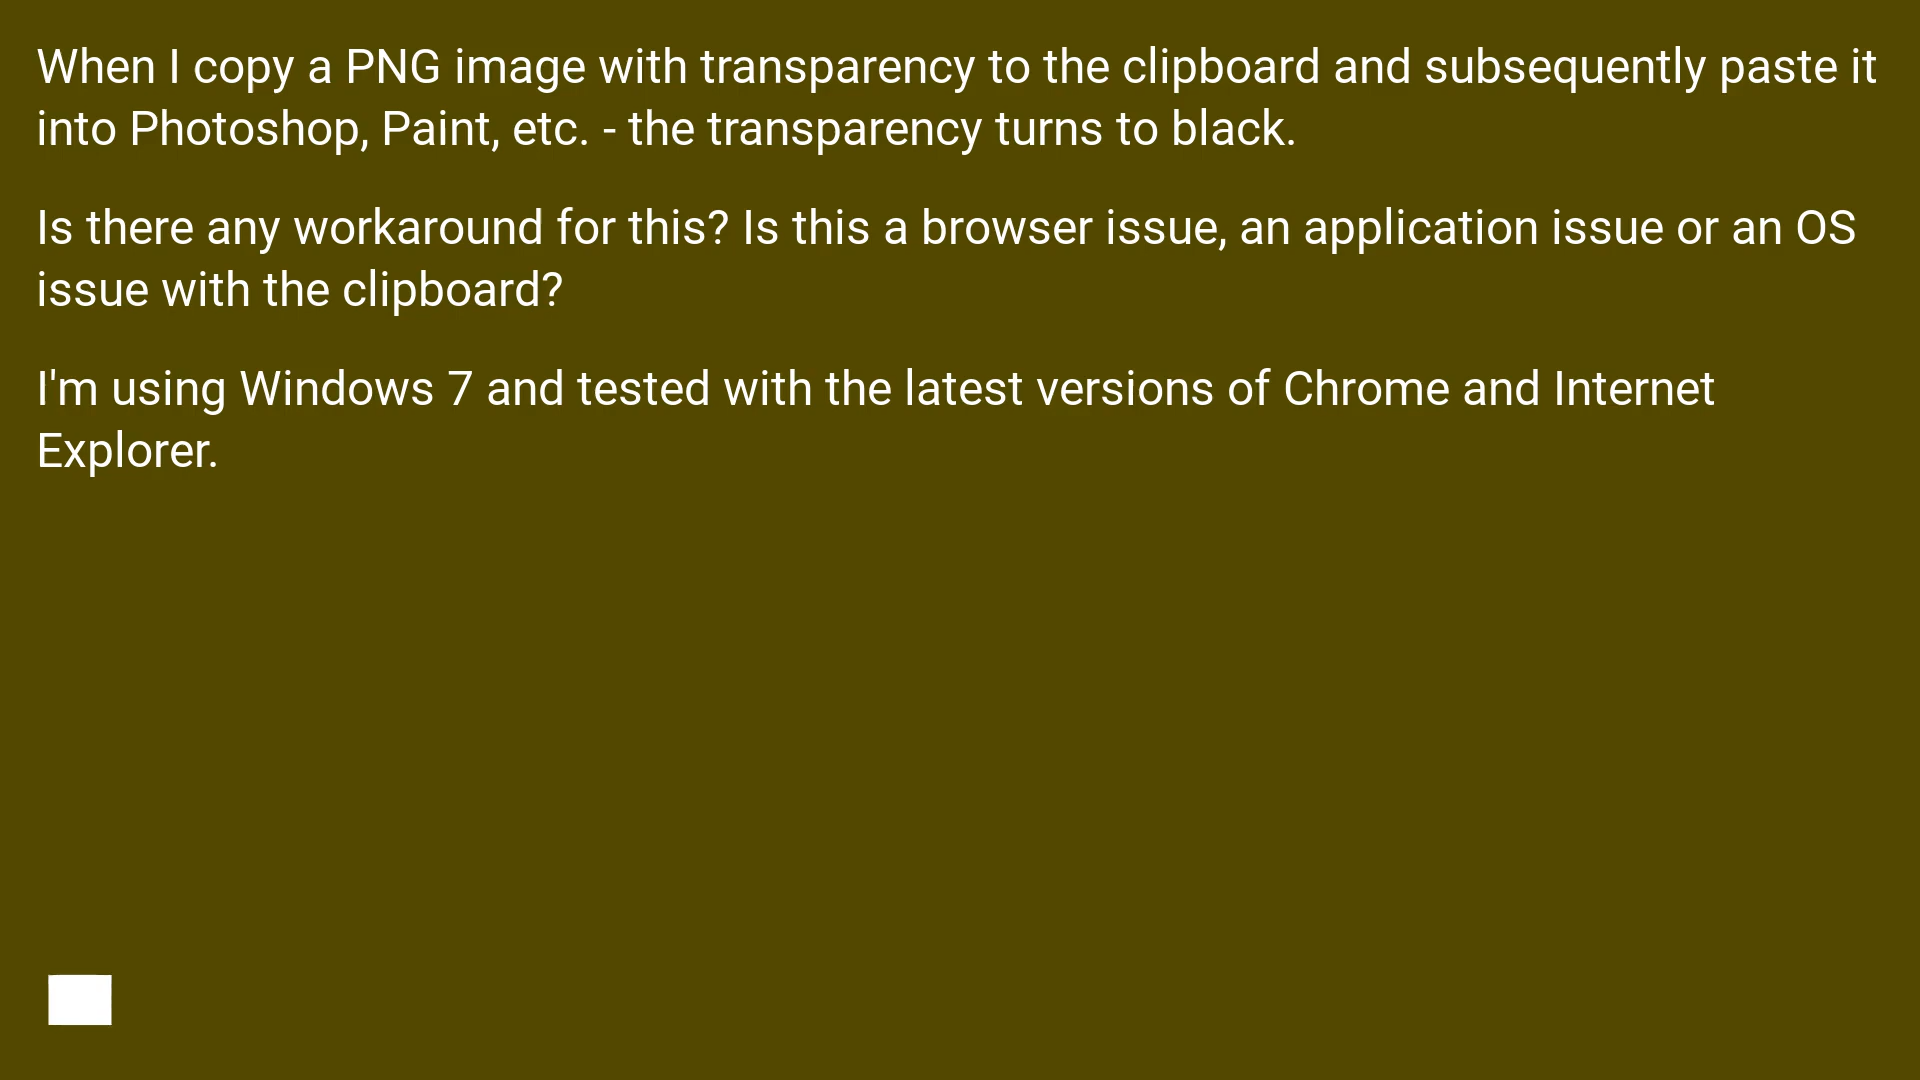 When I copy a PNG image with transparency to the clipboard and subsequently paste it
into Photoshop, Paint, etc. - the transparency turns to black.
Is there any workaround for this? Is this a browser issue, an application issue or an OS
issue with the clipboard?
I'm using Windows 7 and tested with the latest versions of Chrome and Internet
Explorer.